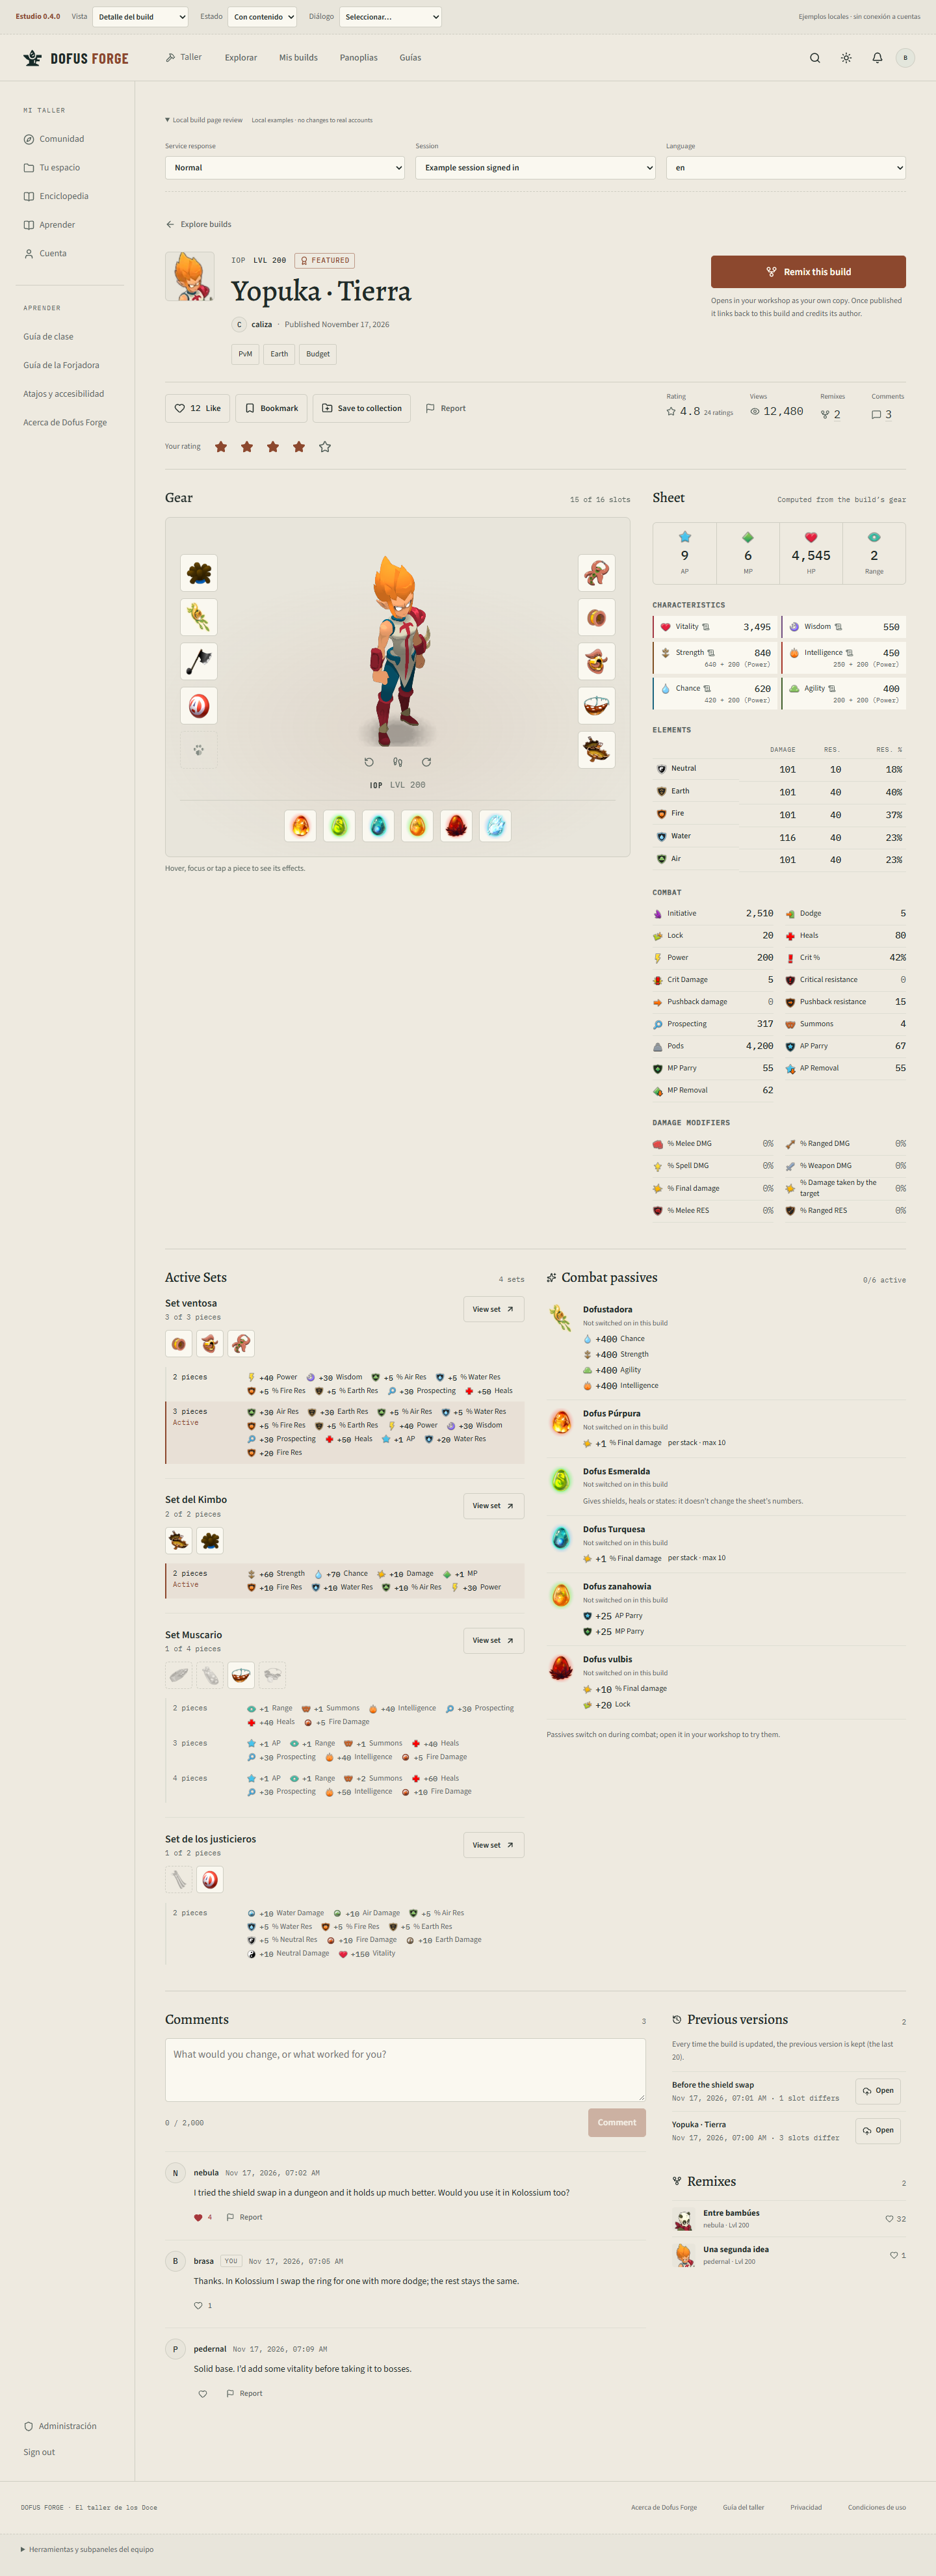 Estudio 0.4.0 Vista Detalle del build Estado Con contenido Diálogo Seleccionar... Ejemplos locales · sin conexión a cuentas
DOFUS FORGE Taller Explorar Mis builds Panoplias Guías B
MI TALLER
Comunidad
Tu espacio
Enciclopedia
Aprender
Cuenta
APRENDER
Guía de clase
Guía de la Forjadora
Atajos y accesibilidad
Acerca de Dofus Forge
Administración
Sign out
▼ Local build page review Local examples · no changes to real accounts
Service response Session Language
Normal Example session signed in en
Explore builds
IOP LVL 200 FEATURED
Yopuka · Tierra
C caliza · Published November 17, 2026
PvM Earth Budget
Remix this build
Opens in your workshop as your own copy. Once published
it links back to this build and credits its author.
12 Like Bookmark Save to collection Report
Rating Views Remixes Comments
4.8 24 ratings 12,480 2 3
Your rating
Gear 15 of 16 slots
IOP LVL 200
Hover, focus or tap a piece to see its effects.
Sheet Computed from the build's gear
9 6 4,545 2
AP MP HP Range
CHARACTERISTICS
Vitality 3,495 Wisdom 550
Strength 840 Intelligence 450
640 + 200 (Power) 250 + 200 (Power)
Chance 620 Agility 400
420 + 200 (Power) 200 + 200 (Power)
ELEMENTS
DAMAGE RES. RES. %
Neutral 101 10 18%
Earth 101 40 40%
Fire 101 40 37%
Water 116 40 23%
Air 101 40 23%
COMBAT
Initiative 2,510 Dodge 5
Lock 20 Heals 80
Power 200 Crit % 42%
Crit Damage 5 Critical resistance 0
Pushback damage 0 Pushback resistance 15
Prospecting 317 Summons 4
Pods 4,200 AP Parry 67
MP Parry 55 AP Removal 55
MP Removal 62
DAMAGE MODIFIERS
% Melee DMG 0% % Ranged DMG 0%
% Spell DMG 0% % Weapon DMG 0%
% Final damage 0% % Damage taken by the target 0%
% Melee RES 0% % Ranged RES 0%
Active Sets 4 sets
Set ventosa View set
3 of 3 pieces
2 pieces +40 Power +30 Wisdom +5 % Air Res +5 % Water Res
+5 % Fire Res +5 % Earth Res +30 Prospecting +50 Heals
3 pieces +30 Air Res +30 Earth Res +5 % Air Res +5 % Water Res
Active +5 % Fire Res +5 % Earth Res +40 Power +30 Wisdom
+30 Prospecting +50 Heals +1 AP +20 Water Res
+20 Fire Res
Set del Kimbo View set
2 of 2 pieces
2 pieces +60 Strength +70 Chance +10 Damage +1 MP
Active +10 Fire Res +10 Water Res +10 % Air Res +30 Power
Set Muscario View set
1 of 4 pieces
2 pieces +1 Range +1 Summons +40 Intelligence +30 Prospecting
+40 Heals +5 Fire Damage
3 pieces +1 AP +1 Range +1 Summons +40 Heals
+30 Prospecting +40 Intelligence +5 Fire Damage
4 pieces +1 AP +1 Range +2 Summons +60 Heals
+30 Prospecting +50 Intelligence +10 Fire Damage
Set de los justicieros View set
1 of 2 pieces
2 pieces +10 Water Damage +10 Air Damage +5 % Air Res
+5 % Water Res +5 % Fire Res +5 % Earth Res
+5 % Neutral Res +10 Fire Damage +10 Earth Damage
+10 Neutral Damage +150 Vitality
Combat passives 0/6 active
Dofustadora
Not switched on in this build
+400 Chance
+400 Strength
+400 Agility
+400 Intelligence
Dofus Púrpura
Not switched on in this build
+1 % Final damage per stack · max 10
Dofus Esmeralda
Not switched on in this build
Gives shields, heals or states: it doesn't change the sheet's numbers.
Dofus Turquesa
Not switched on in this build
+1 % Final damage per stack · max 10
Dofus zanahowia
Not switched on in this build
+25 AP Parry
+25 MP Parry
Dofus vulbis
Not switched on in this build
+10 % Final damage
+20 Lock
Passives switch on during combat; open it in your workshop to try them.
Comments 3
What would you change, or what worked for you?
0 / 2,000 Comment
N nebula Nov 17, 2026, 07:02 AM
I tried the shield swap in a dungeon and it holds up much better. Would you use it in Kolossium too?
4 Report
B brasa YOU Nov 17, 2026, 07:05 AM
Thanks. In Kolossium I swap the ring for one with more dodge; the rest stays the same.
1
P pedernal Nov 17, 2026, 07:09 AM
Solid base. I'd add some vitality before taking it to bosses.
Report
Previous versions 2
Every time the build is updated, the previous version is kept (the last
20).
Before the shield swap Open
Nov 17, 2026, 07:01 AM · 1 slot differs
Yopuka · Tierra Open
Nov 17, 2026, 07:00 AM · 3 slots differ
Remixes 2
Entre bambúes 32
nebula · Lvl 200
Una segunda idea 1
pedernal · Lvl 200
DOFUS FORGE · El taller de los Doce Acerca de Dofus Forge Guía del taller Privacidad Condiciones de uso
▶ Herramientas y subpaneles del equipo